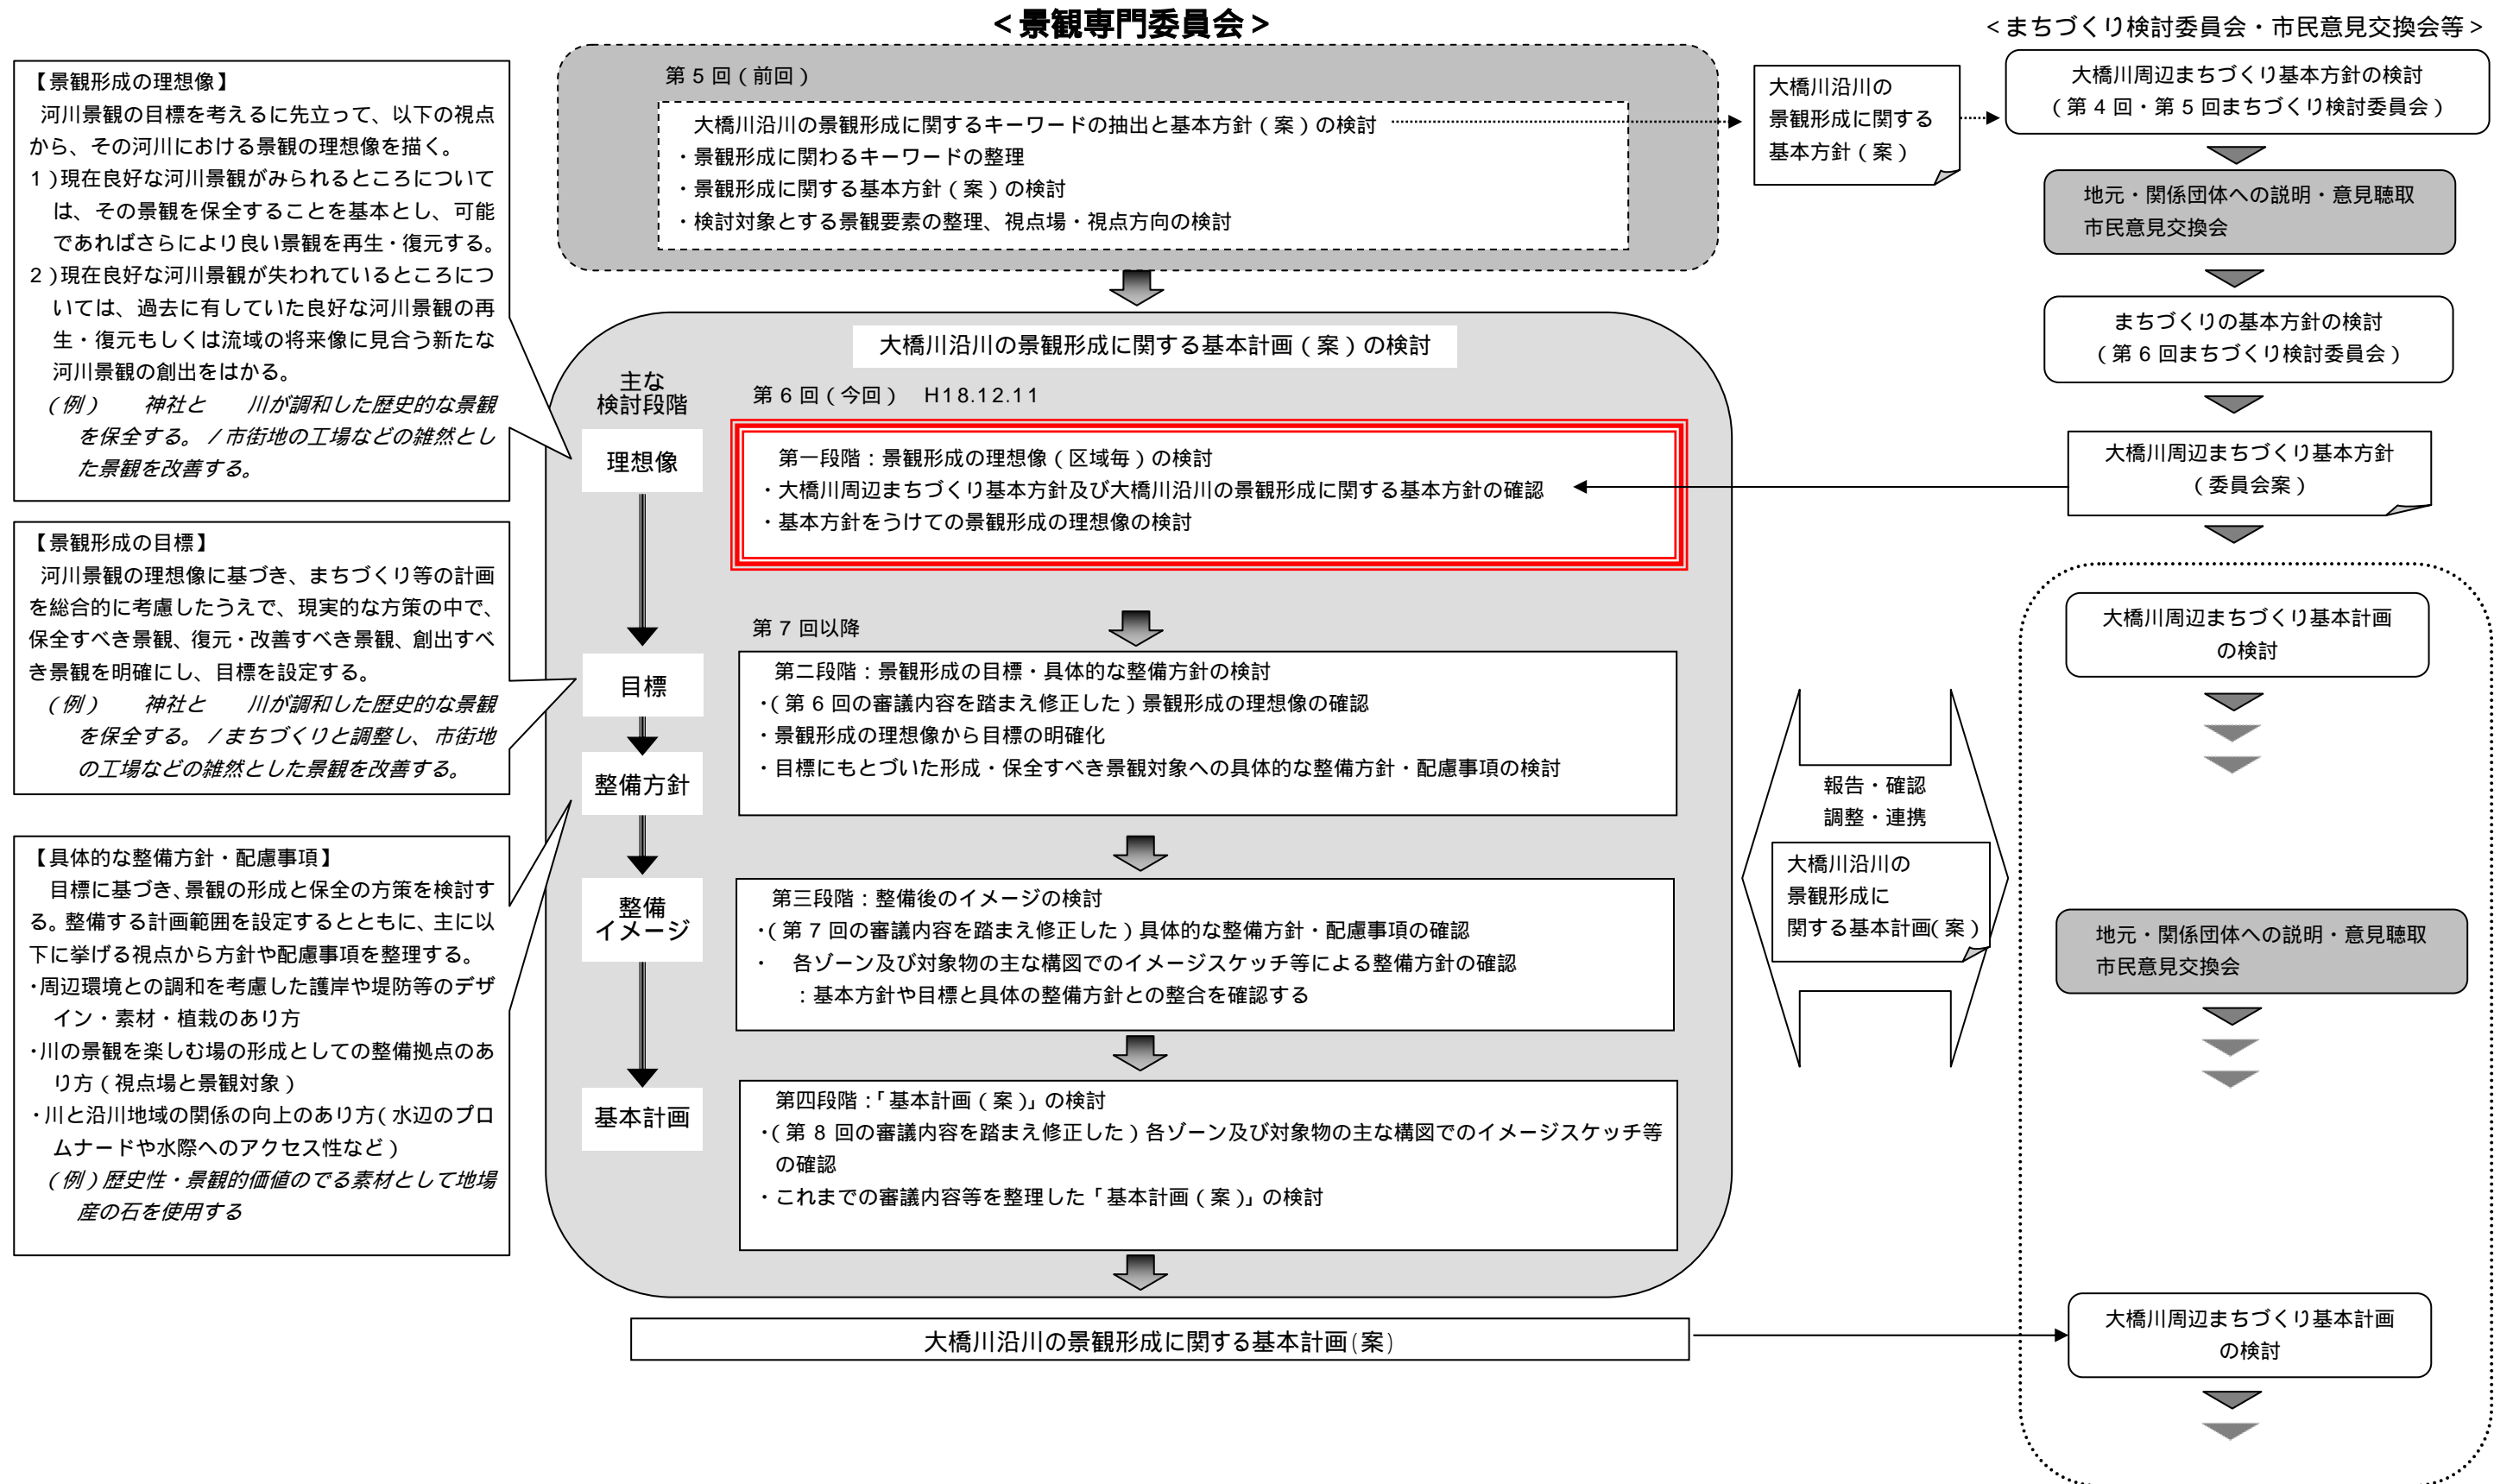 ＜景観専門委員会＞
＜まちづくり検討委員会・市民意見交換会等＞
【景観形成の理想像】
河川景観の目標を考えるに先立って、以下の視点
から、その河川における景観の理想像を描く。
1）現在良好な河川景観がみられるところについて
は、その景観を保全することを基本とし、可能
であればさらにより良い景観を再生・復元する。
2）現在良好な河川景観が失われているところにつ
いては、過去に有していた良好な河川景観の再
生・復元もしくは流域の将来像に見合う新たな
河川景観の創出をはかる。
（例）　　神社と　　川が調和した歴史的な景観
を保全する。／市街地の工場などの雑然とし
た景観を改善する。
【景観形成の目標】
河川景観の理想像に基づき、まちづくり等の計画
を総合的に考慮したうえで、現実的な方策の中で、
保全すべき景観、復元・改善すべき景観、創出すべ
き景観を明確にし、目標を設定する。
（例）　　神社と　　川が調和した歴史的な景観
を保全する。／まちづくりと調整し、市街地
の工場などの雑然とした景観を改善する。
【具体的な整備方針・配慮事項】
目標に基づき、景観の形成と保全の方策を検討す
る。整備する計画範囲を設定するとともに、主に以
下に挙げる視点から方針や配慮事項を整理する。
・周辺環境との調和を考慮した護岸や堤防等のデザ
イン・素材・植栽のあり方
・川の景観を楽しむ場の形成としての整備拠点のあ
り方（視点場と景観対象）
・川と沿川地域の関係の向上のあり方（水辺のプロ
ムナードや水際へのアクセス性など）
（例）歴史性・景観的価値のでる素材として地場
産の石を使用する
第5回（前回）
大橋川沿川の景観形成に関するキーワードの抽出と基本方針（案）の検討
・景観形成に関わるキーワードの整理
・景観形成に関する基本方針（案）の検討
・検討対象とする景観要素の整理、視点場・視点方向の検討
大橋川沿川の景観形成に関する基本計画（案）の検討
主な
検討段階
理想像
目標
整備方針
整備
イメージ
基本計画
第6回（今回）　H18.12.11
第一段階：景観形成の理想像（区域毎）の検討
・大橋川周辺まちづくり基本方針及び大橋川沿川の景観形成に関する基本方針の確認
・基本方針をうけての景観形成の理想像の検討
第7回以降
第二段階：景観形成の目標・具体的な整備方針の検討
・（第6回の審議内容を踏まえ修正した）景観形成の理想像の確認
・景観形成の理想像から目標の明確化
・目標にもとづいた形成・保全すべき景観対象への具体的な整備方針・配慮事項の検討
第三段階：整備後のイメージの検討
・（第7回の審議内容を踏まえ修正した）具体的な整備方針・配慮事項の確認
・　各ゾーン及び対象物の主な構図でのイメージスケッチ等による整備方針の確認
：基本方針や目標と具体の整備方針との整合を確認する
第四段階：「基本計画（案）」の検討
・（第8回の審議内容を踏まえ修正した）各ゾーン及び対象物の主な構図でのイメージスケッチ等
の確認
・これまでの審議内容等を整理した「基本計画（案）」の検討
大橋川沿川の景観形成に関する基本計画(案)
大橋川沿川の
景観形成に関する
基本方針（案）
報告・確認
調整・連携
大橋川沿川の
景観形成に
関する基本計画（案）
大橋川周辺まちづくり基本方針の検討
（第4回・第5回まちづくり検討委員会）
地元・関係団体への説明・意見聴取
市民意見交換会
まちづくりの基本方針の検討
（第6回まちづくり検討委員会）
大橋川周辺まちづくり基本方針
（委員会案）
大橋川周辺まちづくり基本計画
の検討
地元・関係団体への説明・意見聴取
市民意見交換会
大橋川周辺まちづくり基本計画
の検討